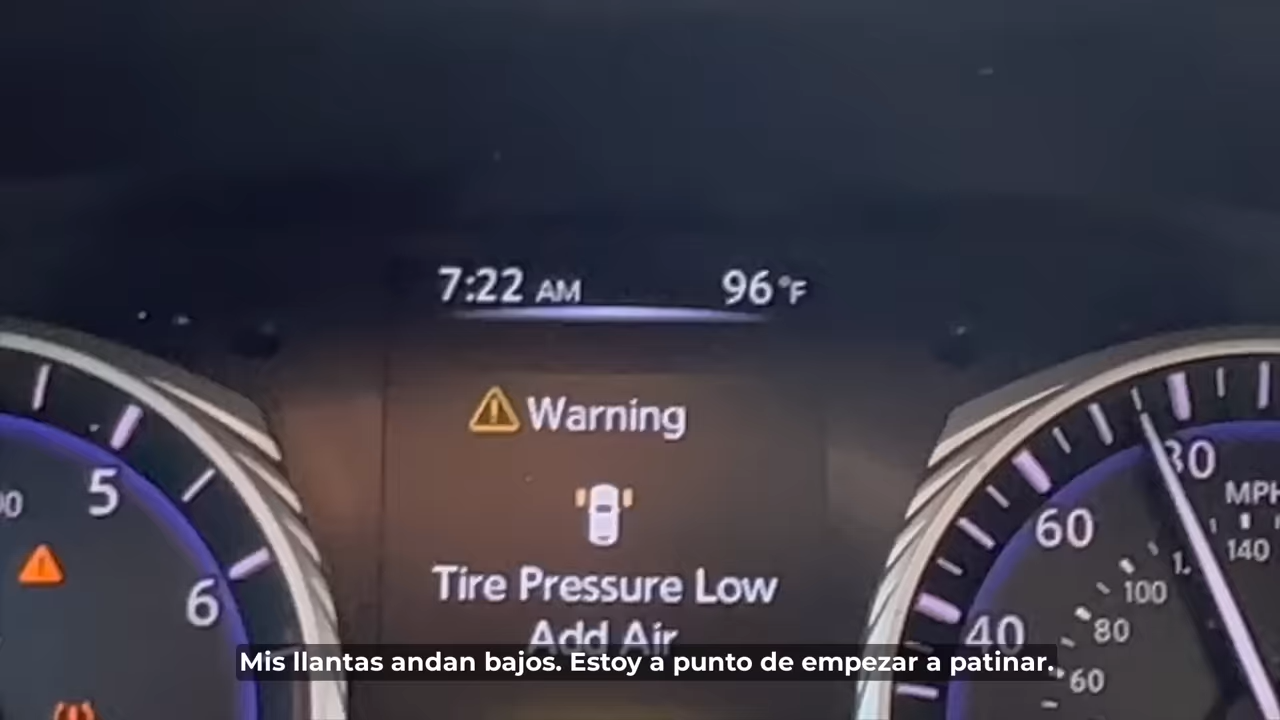 7:22 AM 96 °F
Warning
Tire Pressure Low
Add Air
5
6
80
MPH
60
140
100
40
80
60
Mis llantas andan bajos. Estoy a punto de empezar a patinar.